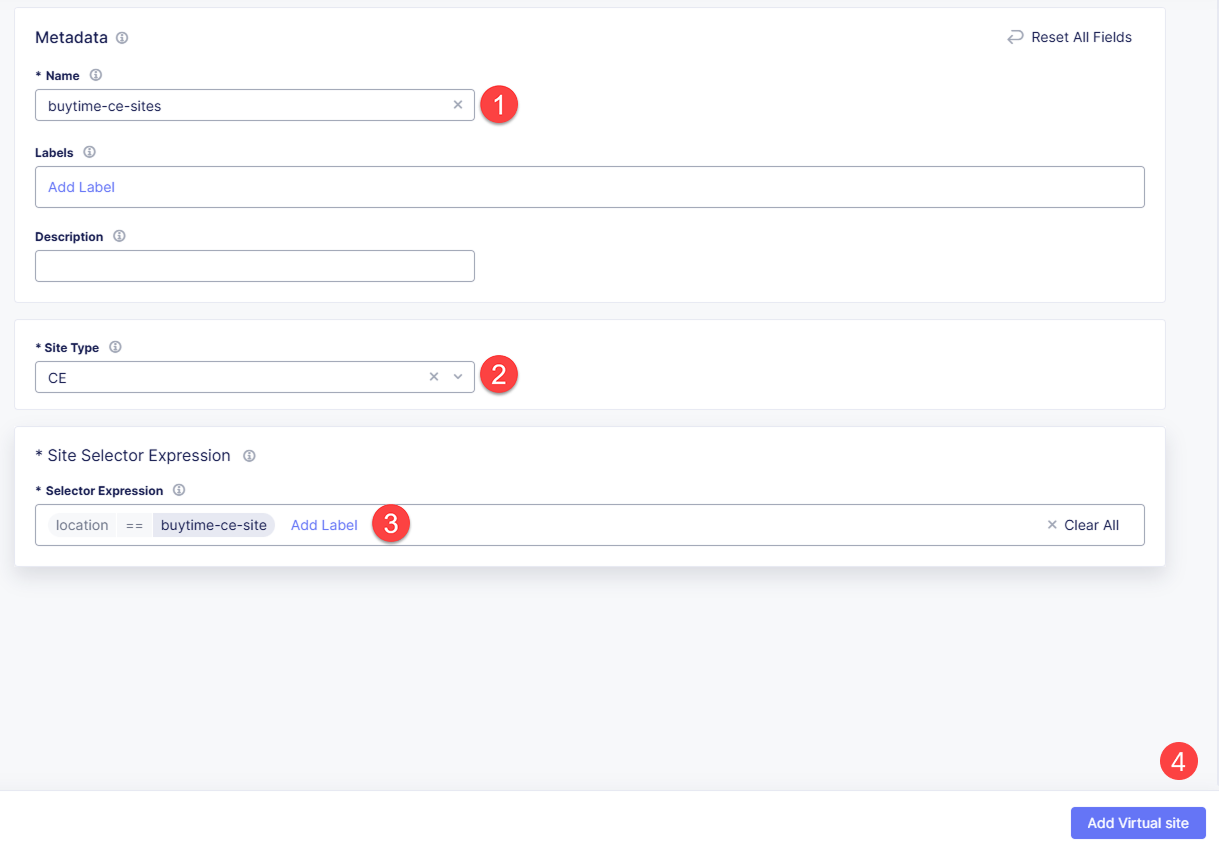 Metadata
Reset All Fields
* Name
buytime-ce-sites
1
Labels
Add Label
Description
* Site Type
CE
2
* Site Selector Expression
* Selector Expression
location == buytime-ce-site Add Label 3 Clear All
4
Add Virtual site